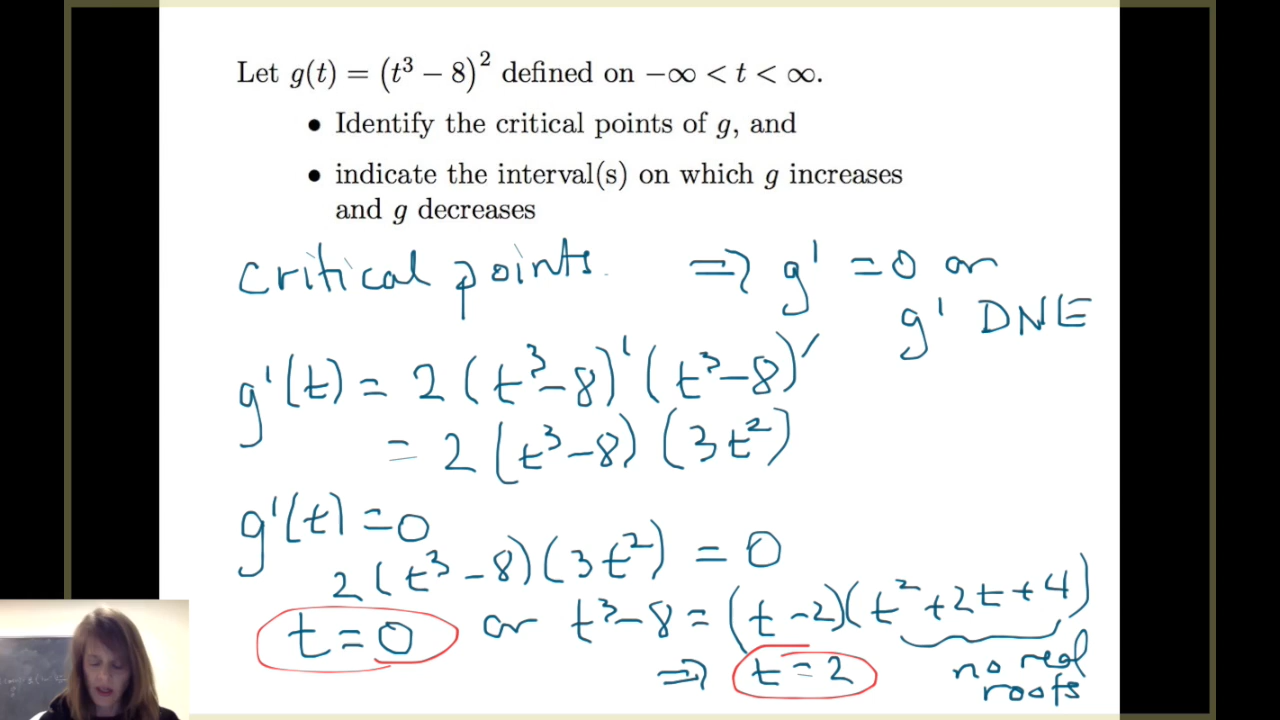 Let g(t) = (t³ − 8)² defined on −∞ < t < ∞.
• Identify the critical points of g, and
• indicate the interval(s) on which g increases
and g decreases
critical points. ⇒ g' = 0 or
g' DNE
g'(t) = 2(t³−8)¹(t³−8)'
= 2(t³−8)(3t²)
g'(t) = 0
2(t³−8)(3t²) = 0
t=0 or t³−8 = (t−2)(t²+2t+4)
⇒ t=2 no real
roots